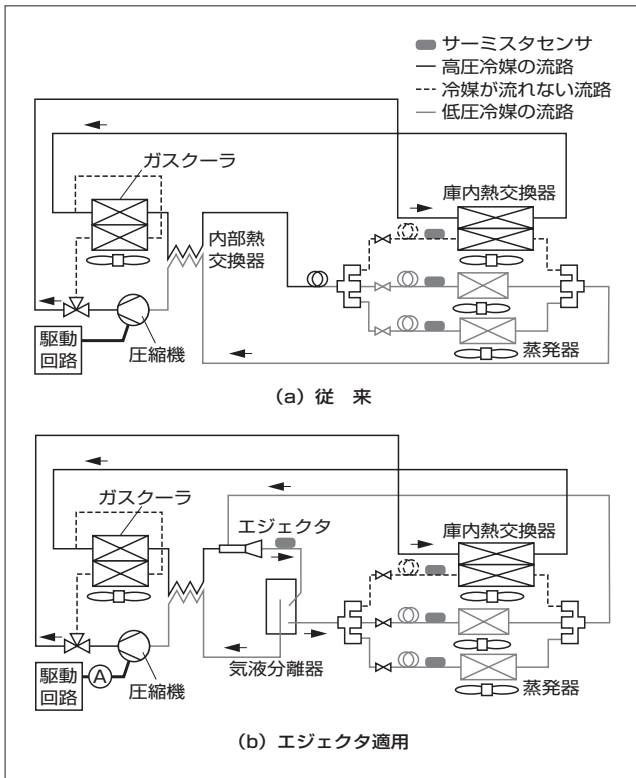 サーミスタセンサ
高圧冷媒の流路
冷媒が流れない流路
低圧冷媒の流路
ガスクーラ
庫内熱交換器
内部熱
交換器
駆動
回路
圧縮機
蒸発器
(a) 従 来
ガスクーラ
エジェクタ
庫内熱交換器
駆動
回路
A
圧縮機
気液分離器
蒸発器
(b) エジェクタ適用